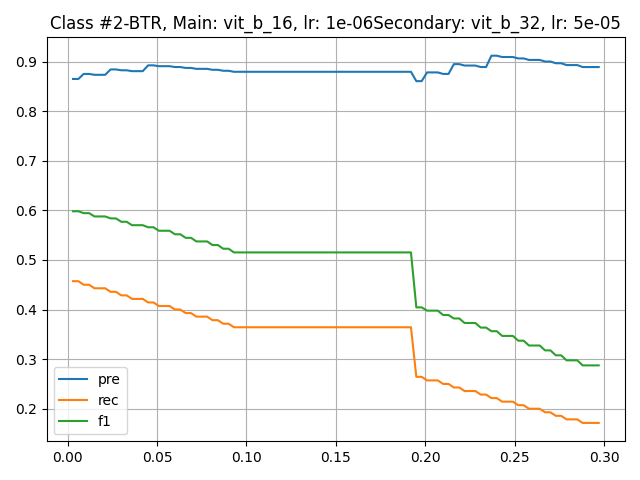 Class #2-BTR, Main: vit_b_16, lr: 1e-06Secondary: vit_b_32, lr: 5e-05
0.9
0.8
0.7
0.6
0.5
0.4
0.3
0.2
pre
rec
f1
0.00 0.05 0.10 0.15 0.20 0.25 0.30